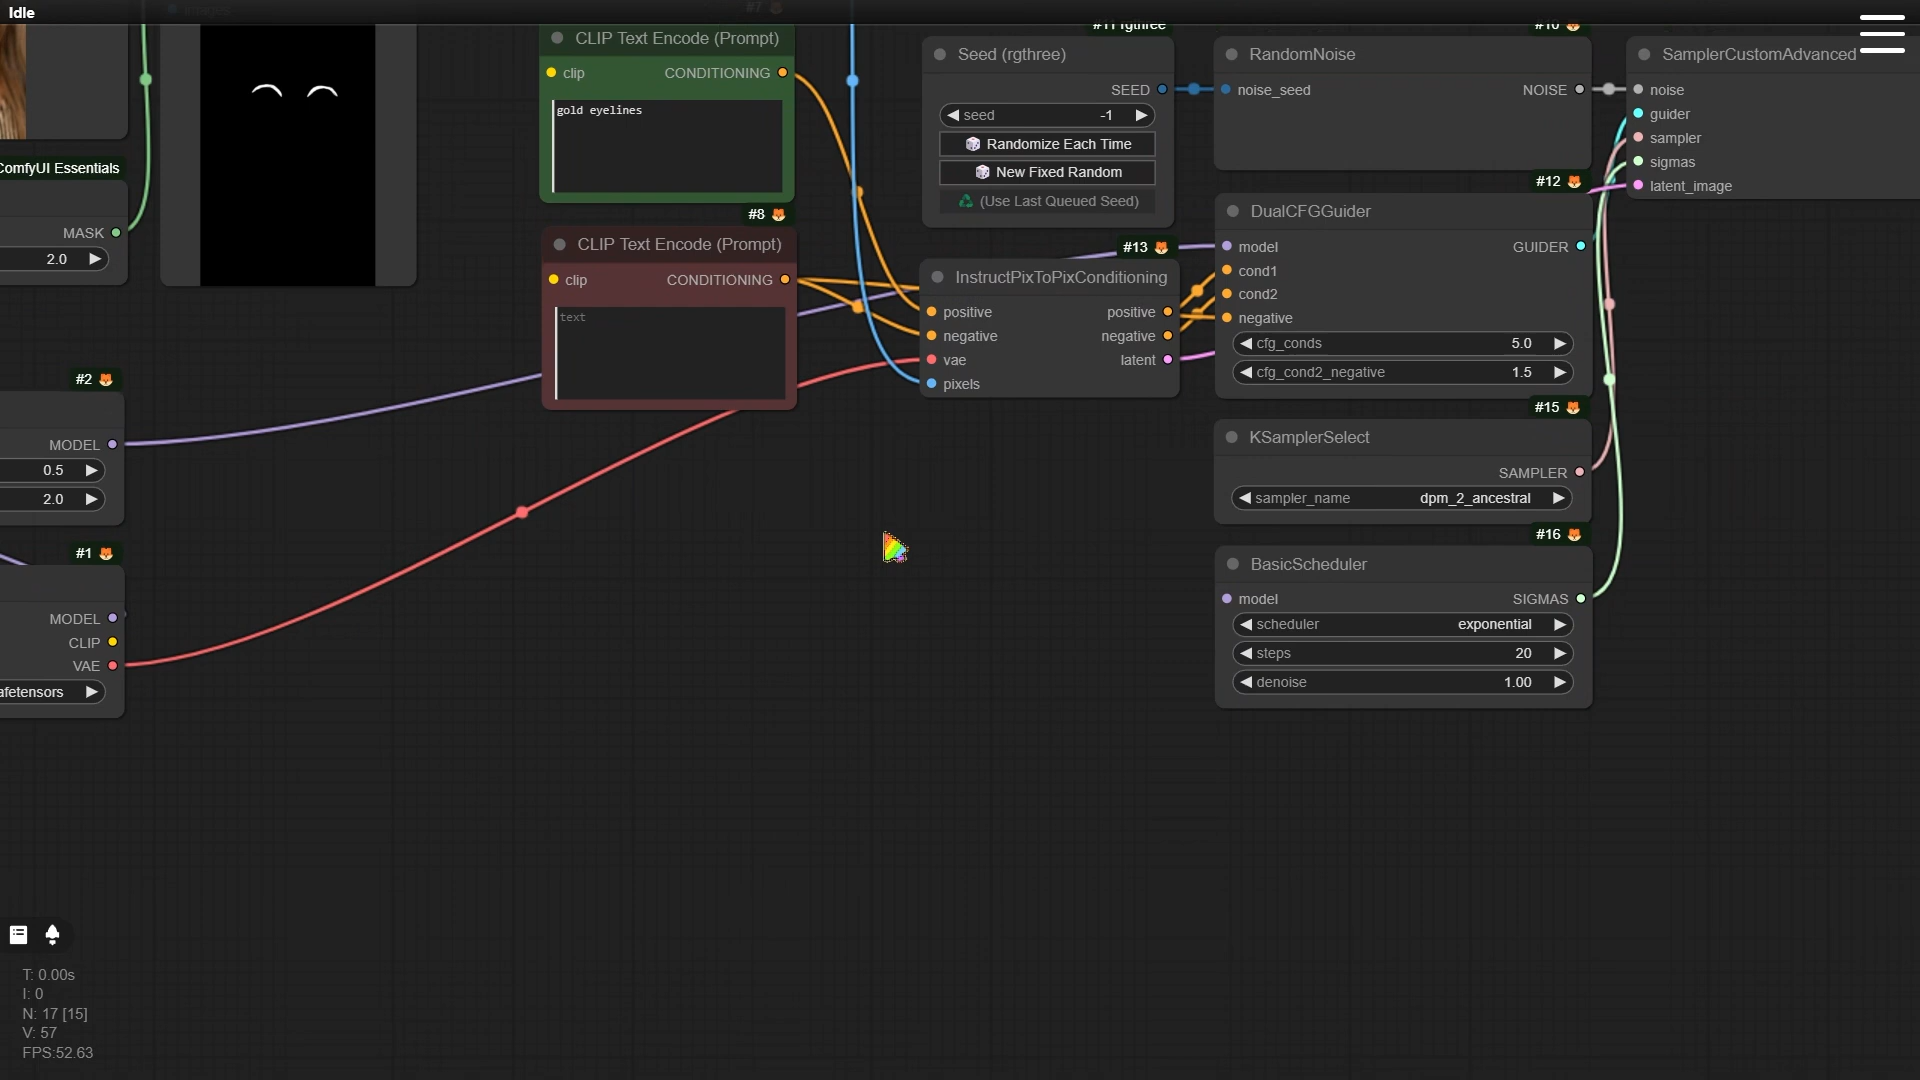 Idle
ComfyUI Essentials
MASK
2.0
#2
MODEL
0.5
2.0
#1
MODEL
CLIP
VAE
afetensors
#7
CLIP Text Encode (Prompt)
clip CONDITIONING
gold eyelines
#8
CLIP Text Encode (Prompt)
clip CONDITIONING
text
#11 rgthree
Seed (rgthree)
SEED
seed -1
Randomize Each Time
New Fixed Random
(Use Last Queued Seed)
#13
InstructPixToPixConditioning
positive positive
negative negative
vae latent
pixels
#10
RandomNoise
noise_seed NOISE
#12
DualCFGGuider
model GUIDER
cond1
cond2
negative
cfg_conds 5.0
cfg_cond2_negative 1.5
#15
KSamplerSelect
SAMPLER
sampler_name dpm_2_ancestral
#16
BasicScheduler
model SIGMAS
scheduler exponential
steps 20
denoise 1.00
SamplerCustomAdvanced
noise
guider
sampler
sigmas
latent_image
T: 0.00s
I: 0
N: 17 [15]
V: 57
FPS:52.63